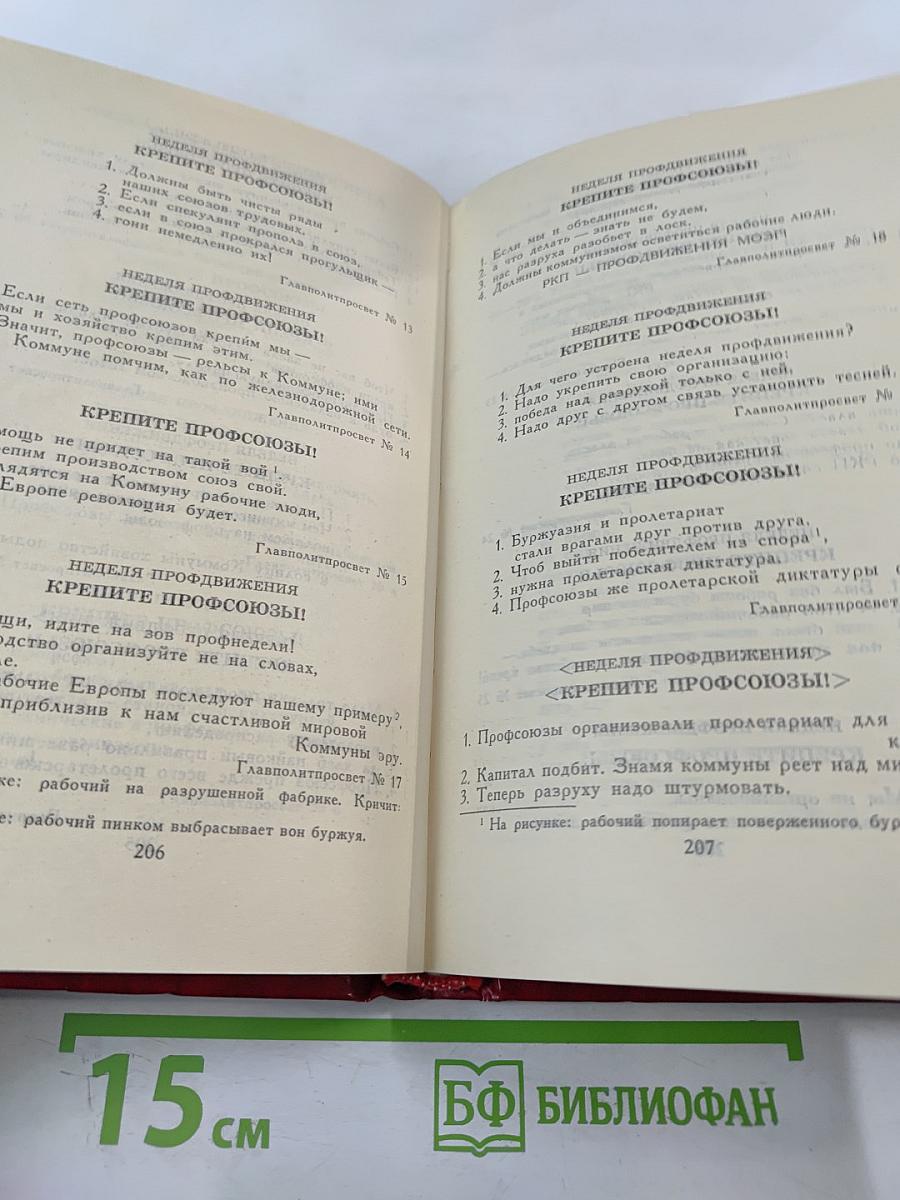 НЕДЕЛЯ ПРОФДВИЖЕНИЯ
КРЕПИТЕ ПРОФСОЮЗЫ!
1. Должны быть чисты ряды
наших союзов трудовых.
2. Если спекулянт прополз в союз,
3. если в союз прокрался прогульщик —
4. гони немедленно их!
Главполитпросвет № 13
НЕДЕЛЯ ПРОФДВИЖЕНИЯ
КРЕПИТЕ ПРОФСОЮЗЫ!
Если сеть профсоюзов крепи́м мы —
мы и хозяйство крепим этим.
Значит, профсоюзы — рельсы к Коммуне; ими
Коммуне помчим, как по железнодорожной сети.
Главполитпросвет № 14
КРЕПИТЕ ПРОФСОЮЗЫ!
мощь не придет на такой вой ¹
репим производством союз свой.
лядятся на Коммуну рабочие люди,
Европе революция будет.
Главполитпросвет № 15
НЕДЕЛЯ ПРОФДВИЖЕНИЯ
КРЕПИТЕ ПРОФСОЮЗЫ!
щи, идите на зов профнедели!
одство организуйте не на словах,
ле.
абочие Европы последуют нашему примеру ²,
приблизив к нам счастливой мировой
Коммуны эру.
Главполитпросвет № 17
ке: рабочий на разрушенной фабрике. Кричит:
е: рабочий пинком выбрасывает вон буржуя.
206
НЕДЕЛЯ ПРОФДВИЖЕНИЯ
КРЕПИТЕ ПРОФСОЮЗЫ!
1. Если мы и объединимся,
2. а что делать — знать не будем,
3. нас разруха разобьет в лоск.
4. Должны коммунизмом осветиться рабочие люди:
РКП — ПРОФДВИЖЕНИЯ МОЗГ!
Главполитпросвет № 18
НЕДЕЛЯ ПРОФДВИЖЕНИЯ
КРЕПИТЕ ПРОФСОЮЗЫ!
1. Для чего устроена неделя профдвижения?
2. Надо укрепить свою организацию:
3. победа над разрухой только с ней,
4. Надо друг с другом связь установить тесней,
Главполитпросвет №
НЕДЕЛЯ ПРОФДВИЖЕНИЯ
КРЕПИТЕ ПРОФСОЮЗЫ!
1. Буржуазия и пролетариат
стали врагами друг против друга.
2. Чтоб выйти победителем из спора ¹,
3. нужна пролетарская диктатура.
4. Профсоюзы же пролетарской диктатуры
Главполитпросвет
<НЕДЕЛЯ ПРОФДВИЖЕНИЯ>
<КРЕПИТЕ ПРОФСОЮЗЫ!>
1. Профсоюзы организовали пролетариат для
к
2. Капитал подбит. Знамя коммуны реет над ми
3. Теперь разруху надо штурмовать.
¹ На рисунке: рабочий попирает поверженного бур
207
15 см
БФ БИБЛИОФАН